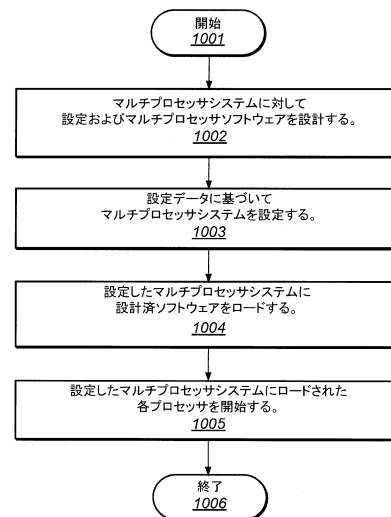 開始
1001
マルチプロセッサシステムに対して
設定およびマルチプロセッサソフトウェアを設計する。
1002
設定データに基づいて
マルチプロセッサシステムを設定する。
1003
設定したマルチプロセッサシステムに
設計済ソフトウェアをロードする。
1004
設定したマルチプロセッサシステムにロードされた
各プロセッサを開始する。
1005
終了
1006